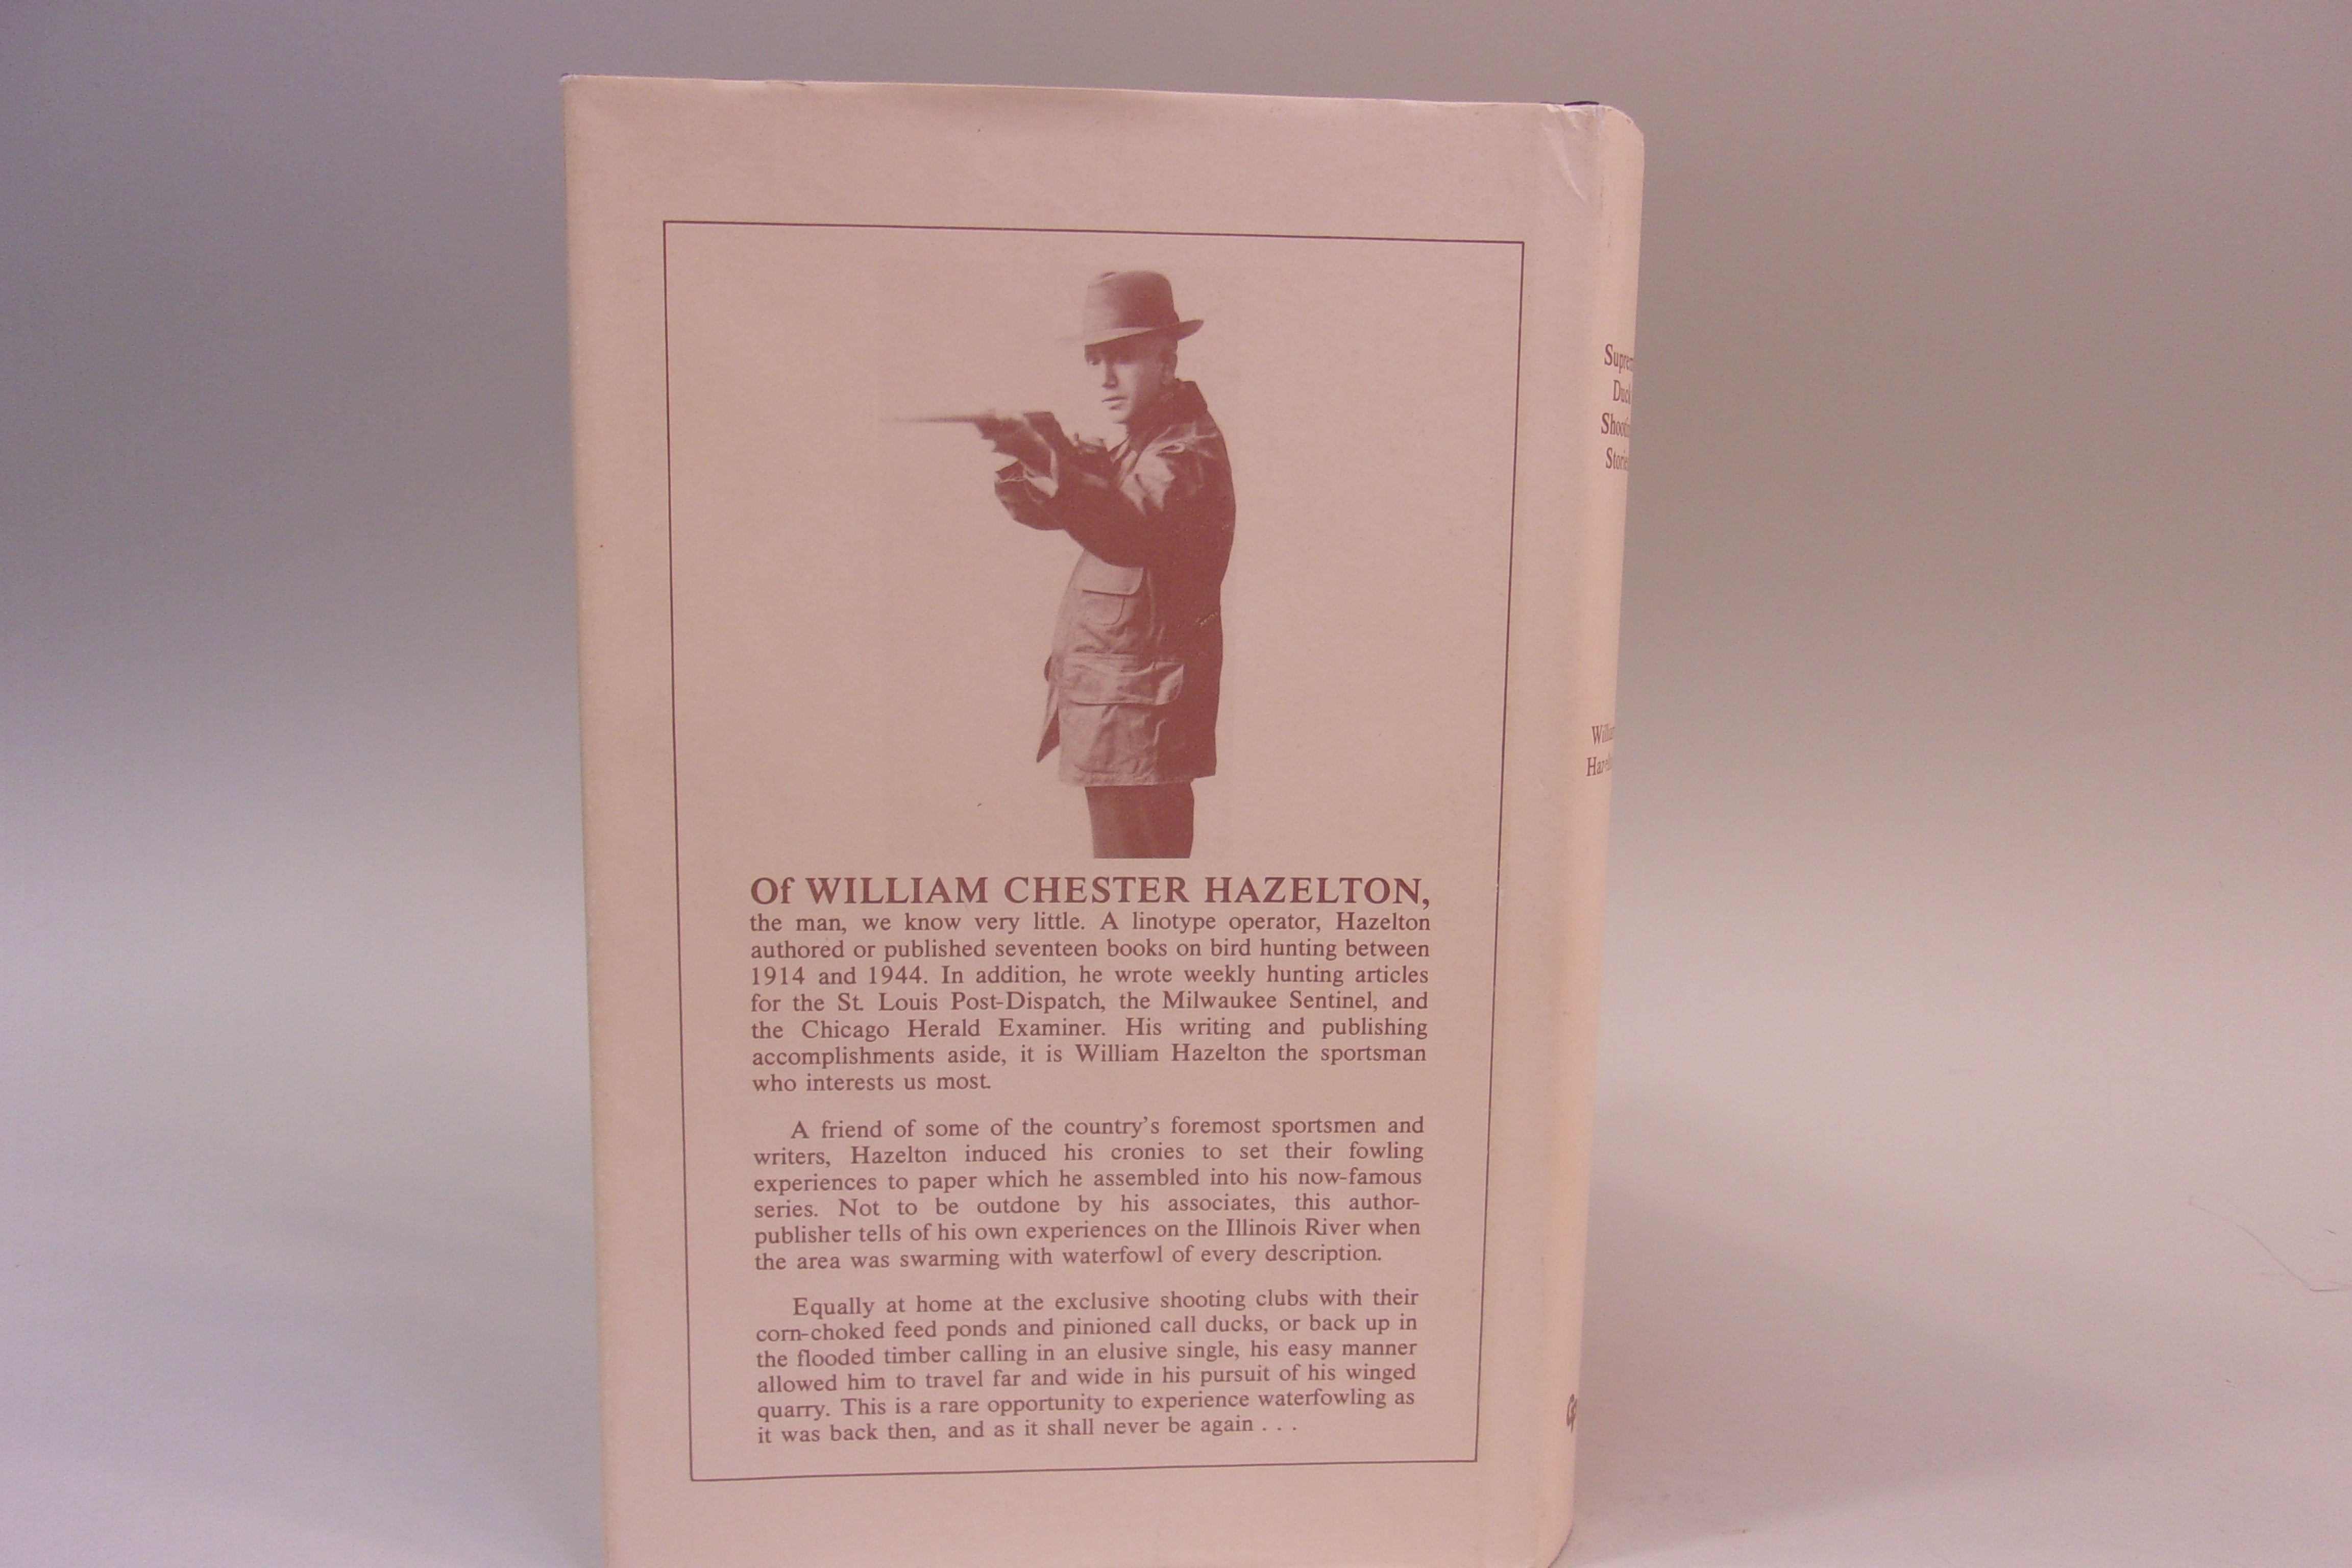 Of WILLIAM CHESTER HAZELTON,
the man, we know very little. A linotype operator, Hazelton
authored or published seventeen books on bird hunting between
1914 and 1944. In addition, he wrote weekly hunting articles
for the St. Louis Post-Dispatch, the Milwaukee Sentinel, and
the Chicago Herald Examiner. His writing and publishing
accomplishments aside, it is William Hazelton the sportsman
who interests us most.
A friend of some of the country's foremost sportsmen and
writers, Hazelton induced his cronies to set their fowling
experiences to paper which he assembled into his now-famous
series. Not to be outdone by his associates, this author-
publisher tells of his own experiences on the Illinois River when
the area was swarming with waterfowl of every description.
Equally at home at the exclusive shooting clubs with their
corn-choked feed ponds and pinioned call ducks, or back up in
the flooded timber calling in an elusive single, his easy manner
allowed him to travel far and wide in his pursuit of his winged
quarry. This is a rare opportunity to experience waterfowling as
it was back then, and as it shall never be again . . .
Duck